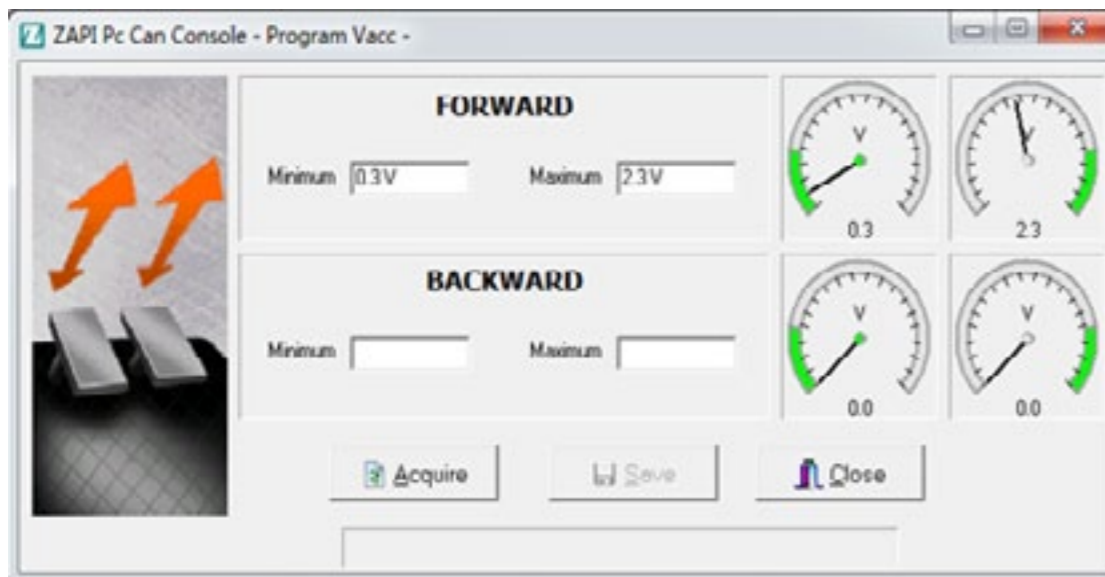 Z ZAPI Pc Can Console - Program Vacc -
FORWARD
Minimum 0.3V Maximum 2.3V
V V
0.3 2.3
BACKWARD
Minimum Maximum
V V
0.0 0.0
Acquire Save Close